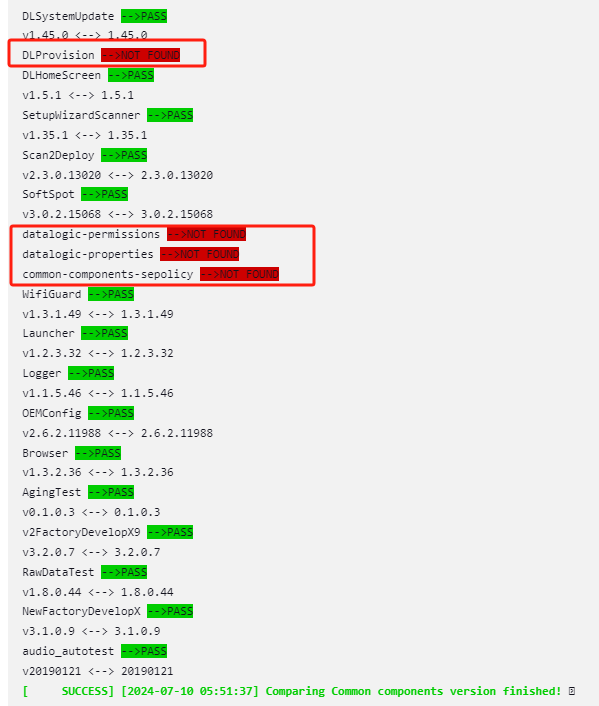 DLSystemUpdate -->PASS
v1.45.0 <--> 1.45.0
DLProvision -->NOT FOUND
DLHomeScreen -->PASS
v1.5.1 <--> 1.5.1
SetupWizardScanner -->PASS
v1.35.1 <--> 1.35.1
Scan2Deploy -->PASS
v2.3.0.13020 <--> 2.3.0.13020
SoftSpot -->PASS
v3.0.2.15068 <--> 3.0.2.15068
datalogic-permissions -->NOT FOUND
datalogic-properties -->NOT FOUND
common-components-sepolicy -->NOT FOUND
WifiGuard -->PASS
v1.3.1.49 <--> 1.3.1.49
Launcher -->PASS
v1.2.3.32 <--> 1.2.3.32
Logger -->PASS
v1.1.5.46 <--> 1.1.5.46
OEMConfig -->PASS
v2.6.2.11988 <--> 2.6.2.11988
Browser -->PASS
v1.3.2.36 <--> 1.3.2.36
AgingTest -->PASS
v0.1.0.3 <--> 0.1.0.3
v2FactoryDevelopX9 -->PASS
v3.2.0.7 <--> 3.2.0.7
RawDataTest -->PASS
v1.8.0.44 <--> 1.8.0.44
NewFactoryDevelopX -->PASS
v3.1.0.9 <--> 3.1.0.9
audio_autotest -->PASS
v20190121 <--> 20190121
[     SUCCESS] [2024-07-10 05:51:37] Comparing Common components version finished!